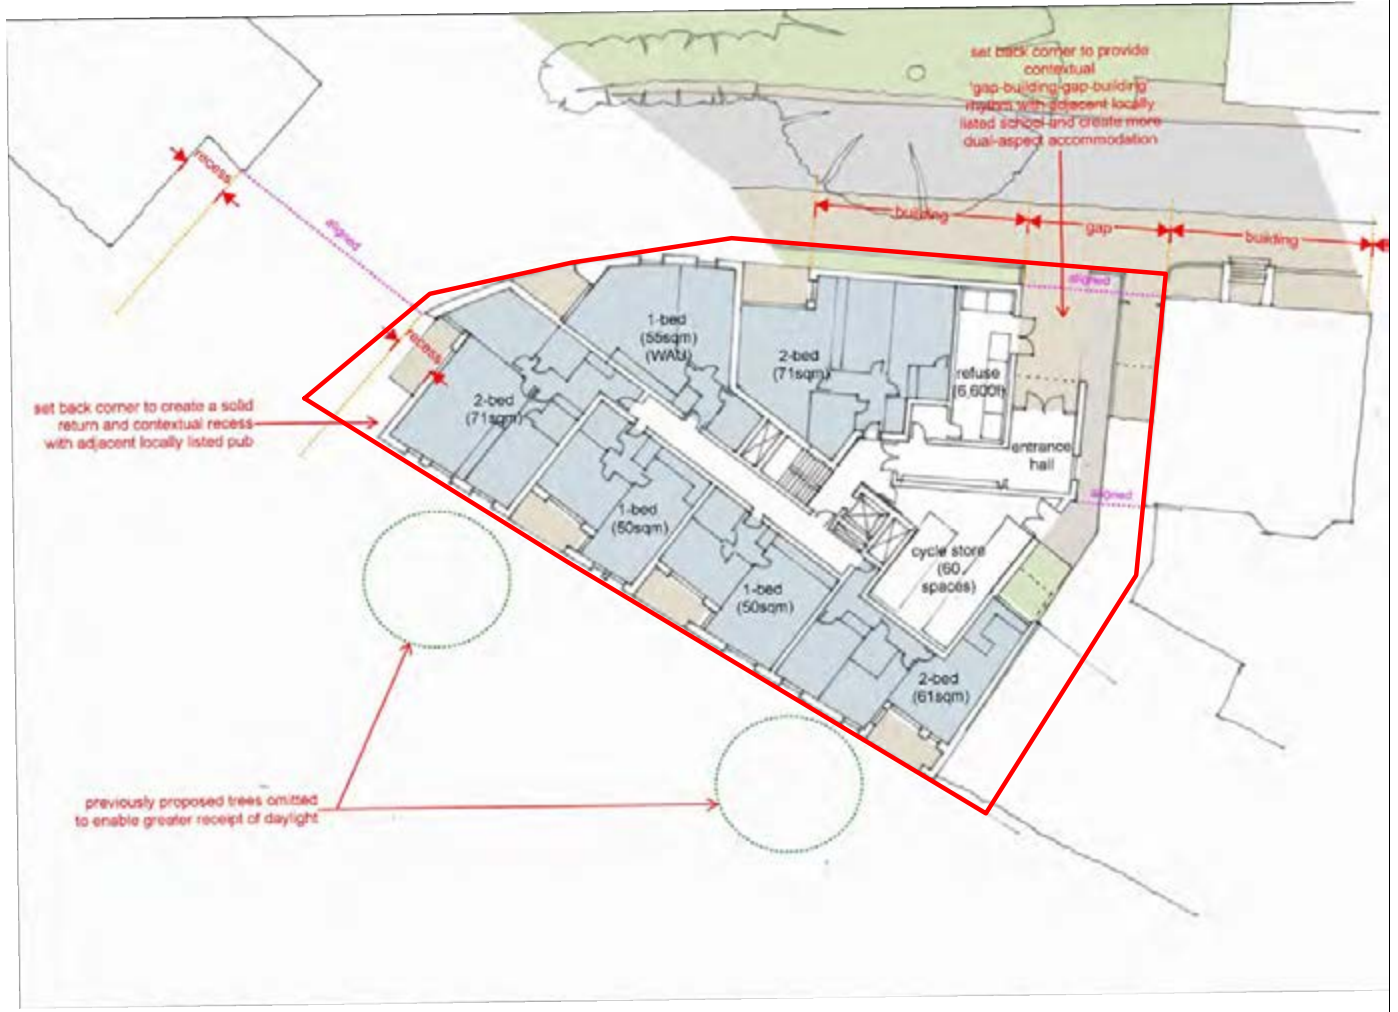 set back corner to provide
contextual
'gap-building-gap-building'
rhythm with adjacent locally
listed school and create more
dual-aspect accommodation
recess
aligned
building
gap
building
aligned
recess
1-bed
(55sqm)
(WAU)
2-bed
(71sqm)
refuse
(6,600lt)
2-bed
(71sqm)
set back corner to create a solid
return and contextual recess
with adjacent locally listed pub
entrance
hall
aligned
1-bed
(50sqm)
cycle store
(60
spaces)
1-bed
(50sqm)
2-bed
(61sqm)
previously proposed trees omitted
to enable greater receipt of daylight